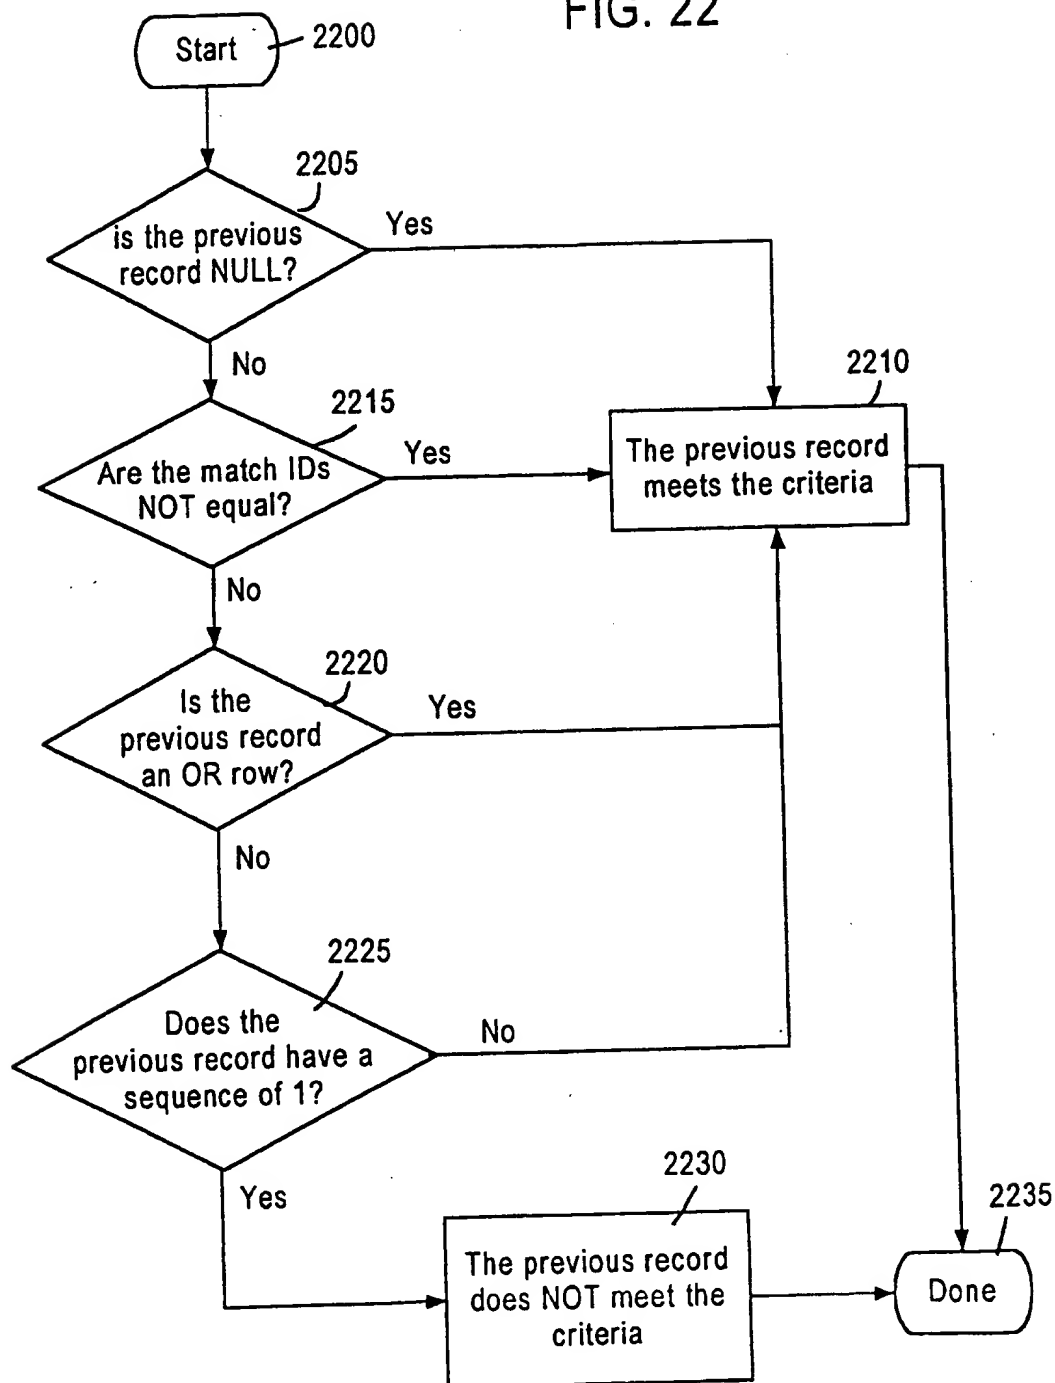 FIG. 22
Start
2200
2205
is the previous
record NULL?
Yes
No
2210
2215
Are the match IDs
NOT equal?
Yes
The previous record
meets the criteria
No
2220
Is the
previous record
an OR row?
Yes
No
2225
Does the
previous record have a
sequence of 1?
No
Yes
2230
The previous record
does NOT meet the
criteria
2235
Done